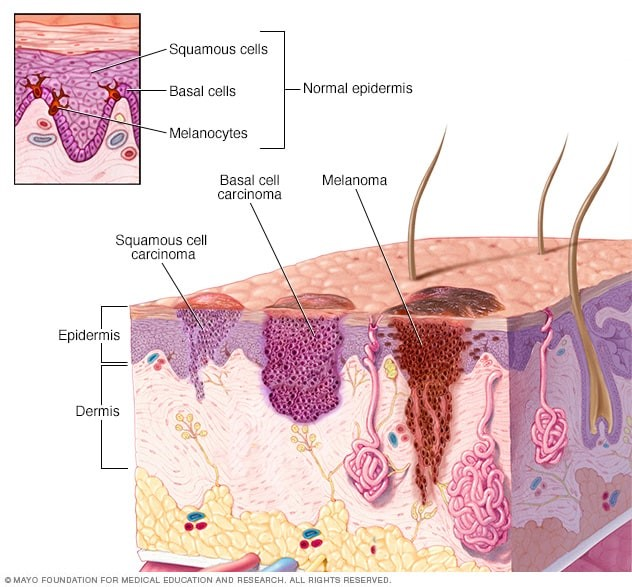 Squamous cells
Basal cells
Normal epidermis
Melanocytes
Basal cell
carcinoma
Melanoma
Squamous cell
carcinoma
Epidermis
Dermis
© MAYO FOUNDATION FOR MEDICAL EDUCATION AND RESEARCH. ALL RIGHTS RESERVED.